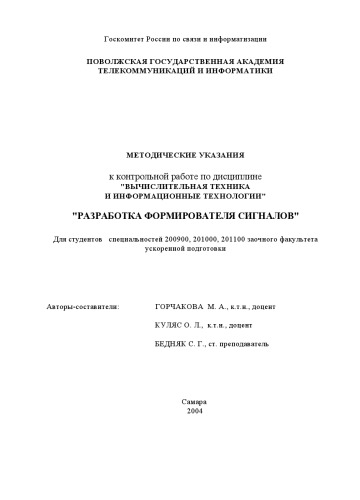 Госкомитет России по связи и информатизации
ПОВОЛЖСКАЯ ГОСУДАРСТВЕННАЯ АКАДЕМИЯ
ТЕЛЕКОММУНИКАЦИЙ И ИНФОРМАТИКИ
МЕТОДИЧЕСКИЕ УКАЗАНИЯ
к контрольной работе по дисциплине
"ВЫЧИСЛИТЕЛЬНАЯ ТЕХНИКА
И ИНФОРМАЦИОННЫЕ ТЕХНОЛОГИИ"
"РАЗРАБОТКА ФОРМИРОВАТЕЛЯ СИГНАЛОВ"
Для студентов специальностей 200900, 201000, 201100 заочного факультета
ускоренной подготовки
Авторы-составители: ГОРЧАКОВА М. А., к.т.н., доцент
КУЛЯС О. Л., к.т.н., доцент
БЕДНЯК С. Г., ст. преподаватель
Самара
2004